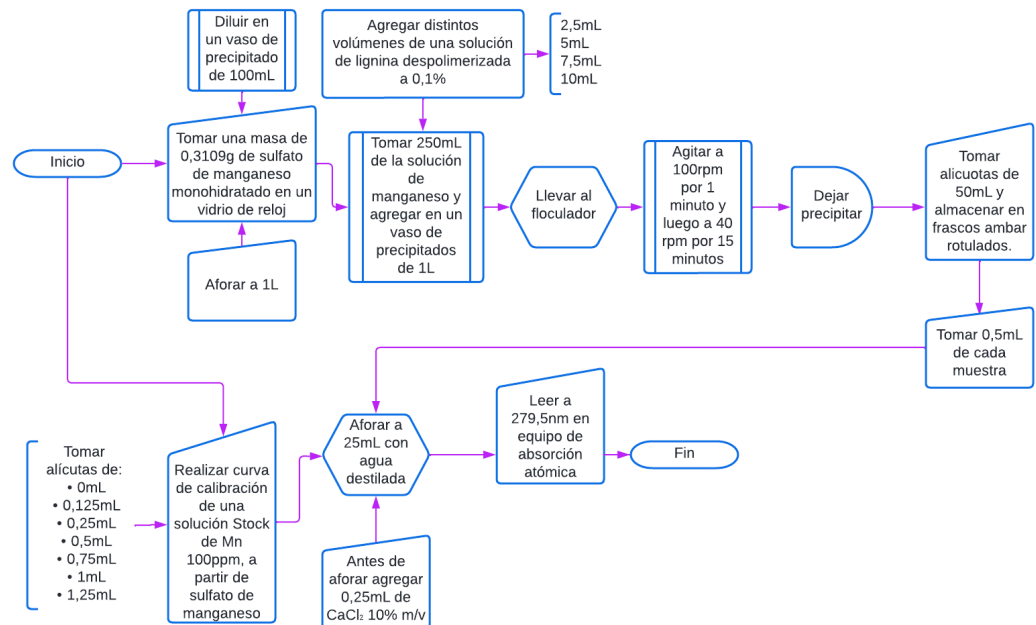 Diluir en
un vaso de
precipitado
de 100mL
Agregar distintos
volúmenes de una solución
de lignina despolimerizada
a 0,1%
2,5mL
5mL
7,5mL
10mL
Inicio
Tomar una masa de
0,3109g de sulfato
de manganeso
monohidratado en un
vidrio de reloj
Aforar a 1L
Tomar 250mL
de la solución
de
manganeso y
agregar en un
vaso de
precipitados
de 1L
Llevar al
floculador
Agitar a
100rpm
por 1
minuto y
luego a 40
rpm por 15
minutos
Dejar
precipitar
Tomar
alicuotas de
50mL y
almacenar en
frascos ambar
rotulados.
Tomar 0,5mL
de cada
muestra
Tomar
alícutas de:
• 0mL
• 0,125mL
• 0,25mL
• 0,5mL
• 0,75mL
• 1mL
• 1,25mL
Realizar curva
de calibración
de una
solución Stock
de Mn
100ppm, a
partir de
sulfato de
manganeso
Aforar a
25mL con
agua
destilada
Antes de
aforar agregar
0,25mL de
CaCl₂ 10% m/v
Leer a
279,5nm en
equipo de
absorción
atómica
Fin